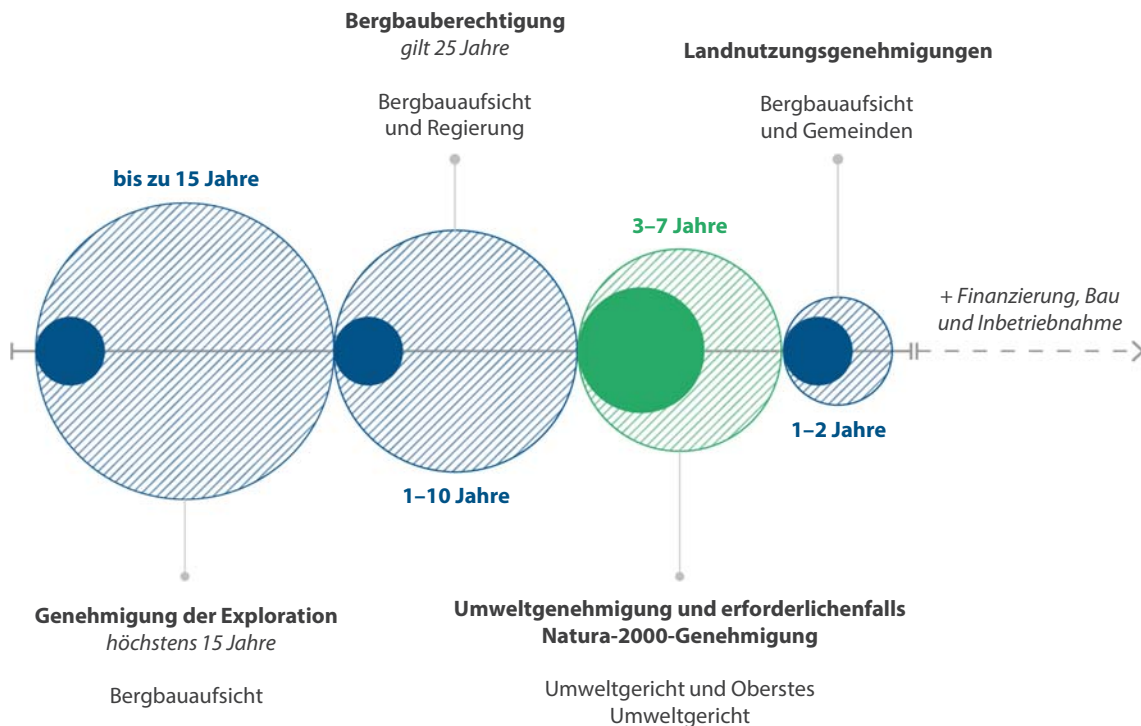 Bergbauberechtigung
gilt 25 Jahre
Bergbauaufsicht
und Regierung
Landnutzungsgenehmigungen
Bergbauaufsicht
und Gemeinden
bis zu 15 Jahre
3–7 Jahre
+ Finanzierung, Bau
und Inbetriebnahme
1–10 Jahre
1–2 Jahre
Genehmigung der Exploration
höchstens 15 Jahre
Bergbauaufsicht
Umweltgenehmigung und erforderlichenfalls
Natura-2000-Genehmigung
Umweltgericht und Oberstes
Umweltgericht